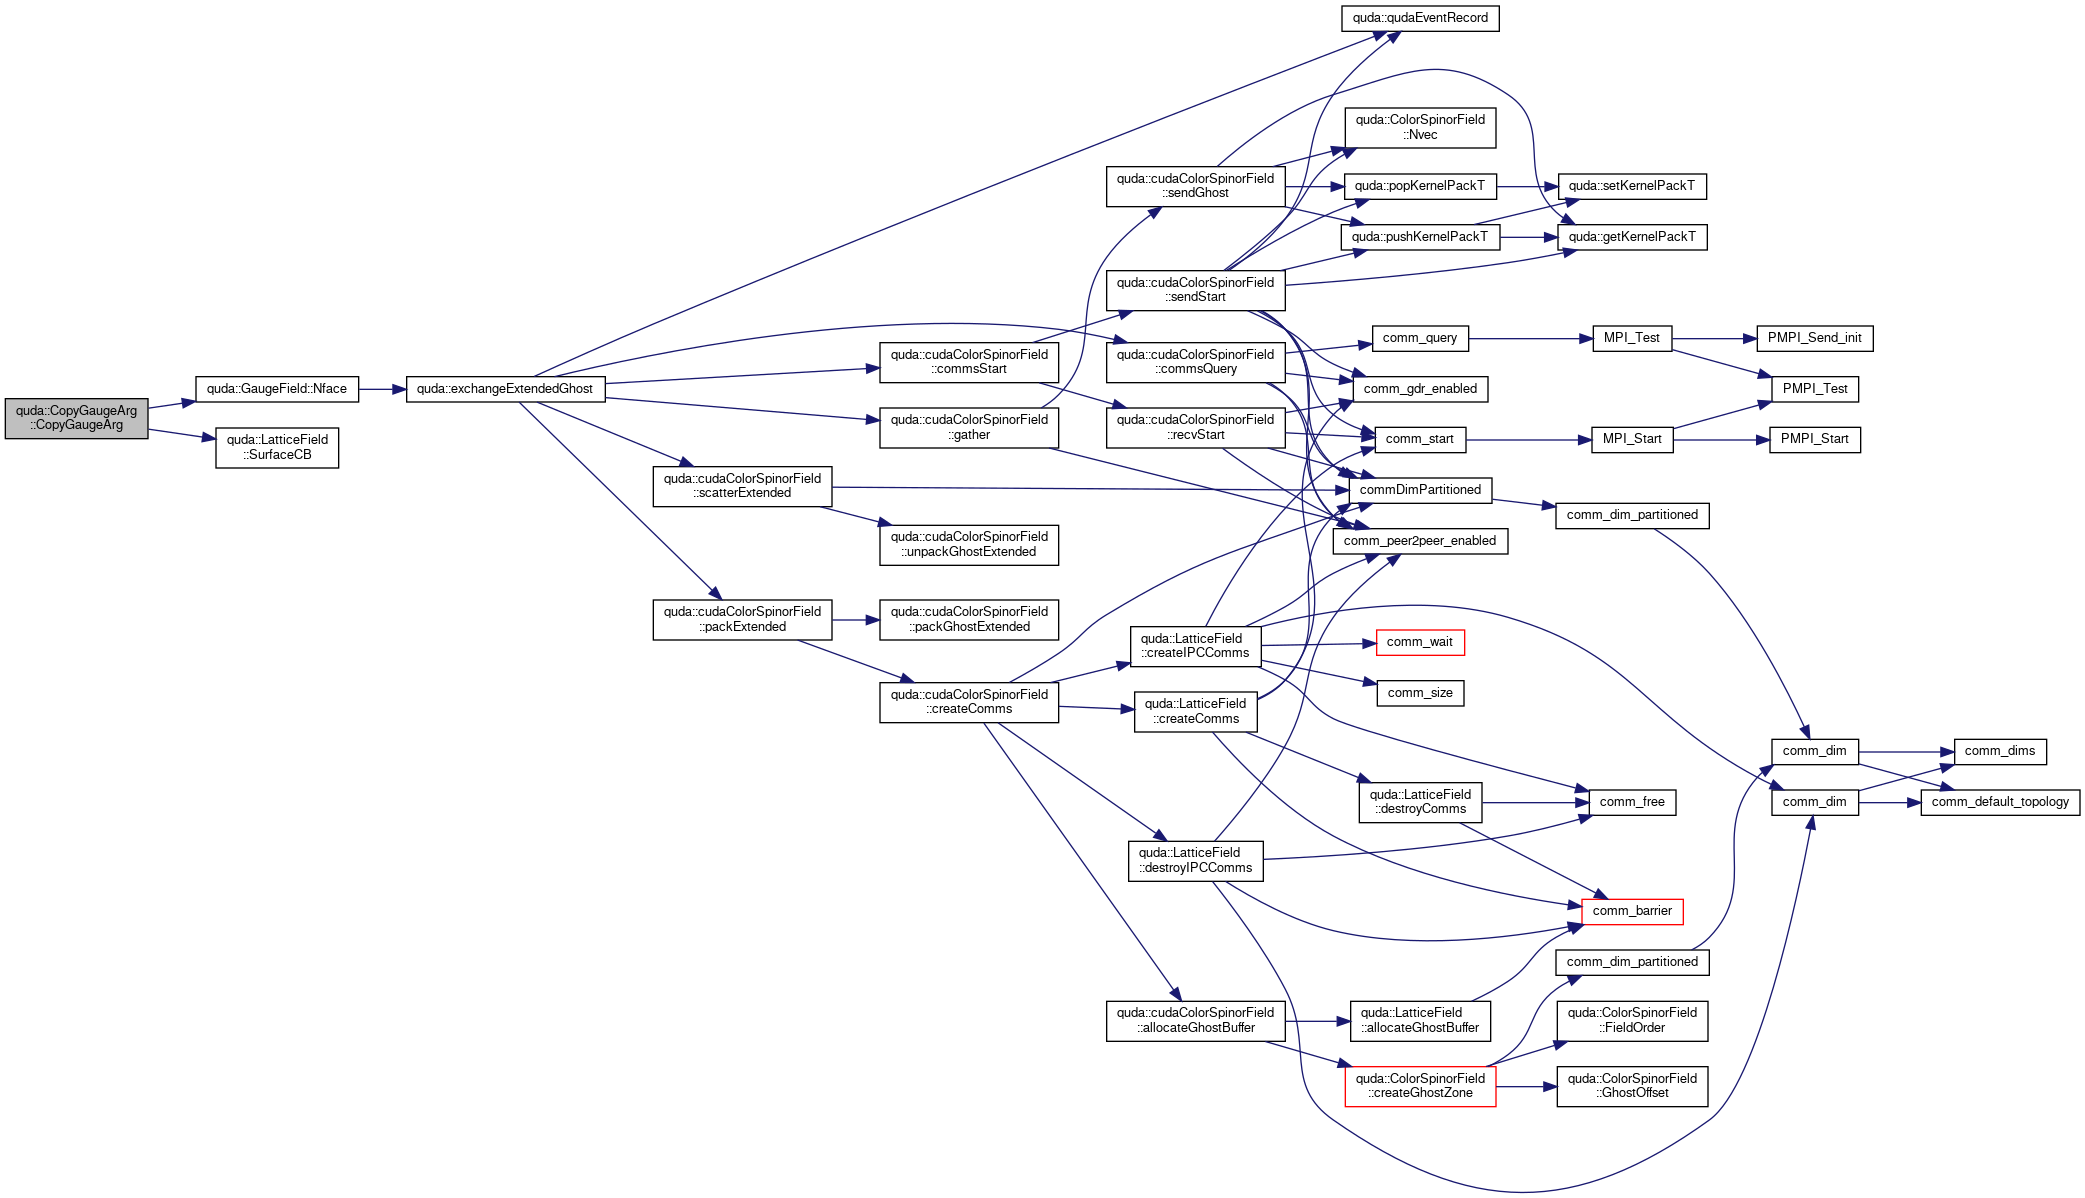 quda::CopyGaugeArg
::CopyGaugeArg
quda::GaugeField::Nface
quda::LatticeField
::SurfaceCB
quda::exchangeExtendedGhost
quda::cudaColorSpinorField
::scatterExtended
quda::cudaColorSpinorField
::packExtended
quda::cudaColorSpinorField
::commsStart
quda::cudaColorSpinorField
::gather
quda::cudaColorSpinorField
::unpackGhostExtended
quda::cudaColorSpinorField
::packGhostExtended
quda::cudaColorSpinorField
::createComms
quda::cudaColorSpinorField
::sendGhost
quda::cudaColorSpinorField
::sendStart
quda::cudaColorSpinorField
::commsQuery
quda::cudaColorSpinorField
::recvStart
quda::LatticeField
::createIPCComms
quda::LatticeField
::createComms
quda::LatticeField
::destroyIPCComms
quda::cudaColorSpinorField
::allocateGhostBuffer
quda::qudaEventRecord
quda::ColorSpinorField
::Nvec
quda::popKernelPackT
quda::pushKernelPackT
comm_query
comm_gdr_enabled
comm_start
commDimPartitioned
comm_peer2peer_enabled
comm_wait
comm_size
quda::LatticeField
::destroyComms
quda::LatticeField
::allocateGhostBuffer
quda::ColorSpinorField
::createGhostZone
quda::setKernelPackT
quda::getKernelPackT
MPI_Test
MPI_Start
comm_dim_partitioned
comm_free
comm_barrier
comm_dim_partitioned
quda::ColorSpinorField
::FieldOrder
quda::ColorSpinorField
::GhostOffset
PMPI_Send_init
PMPI_Test
PMPI_Start
comm_dim
comm_dim
comm_dims
comm_default_topology